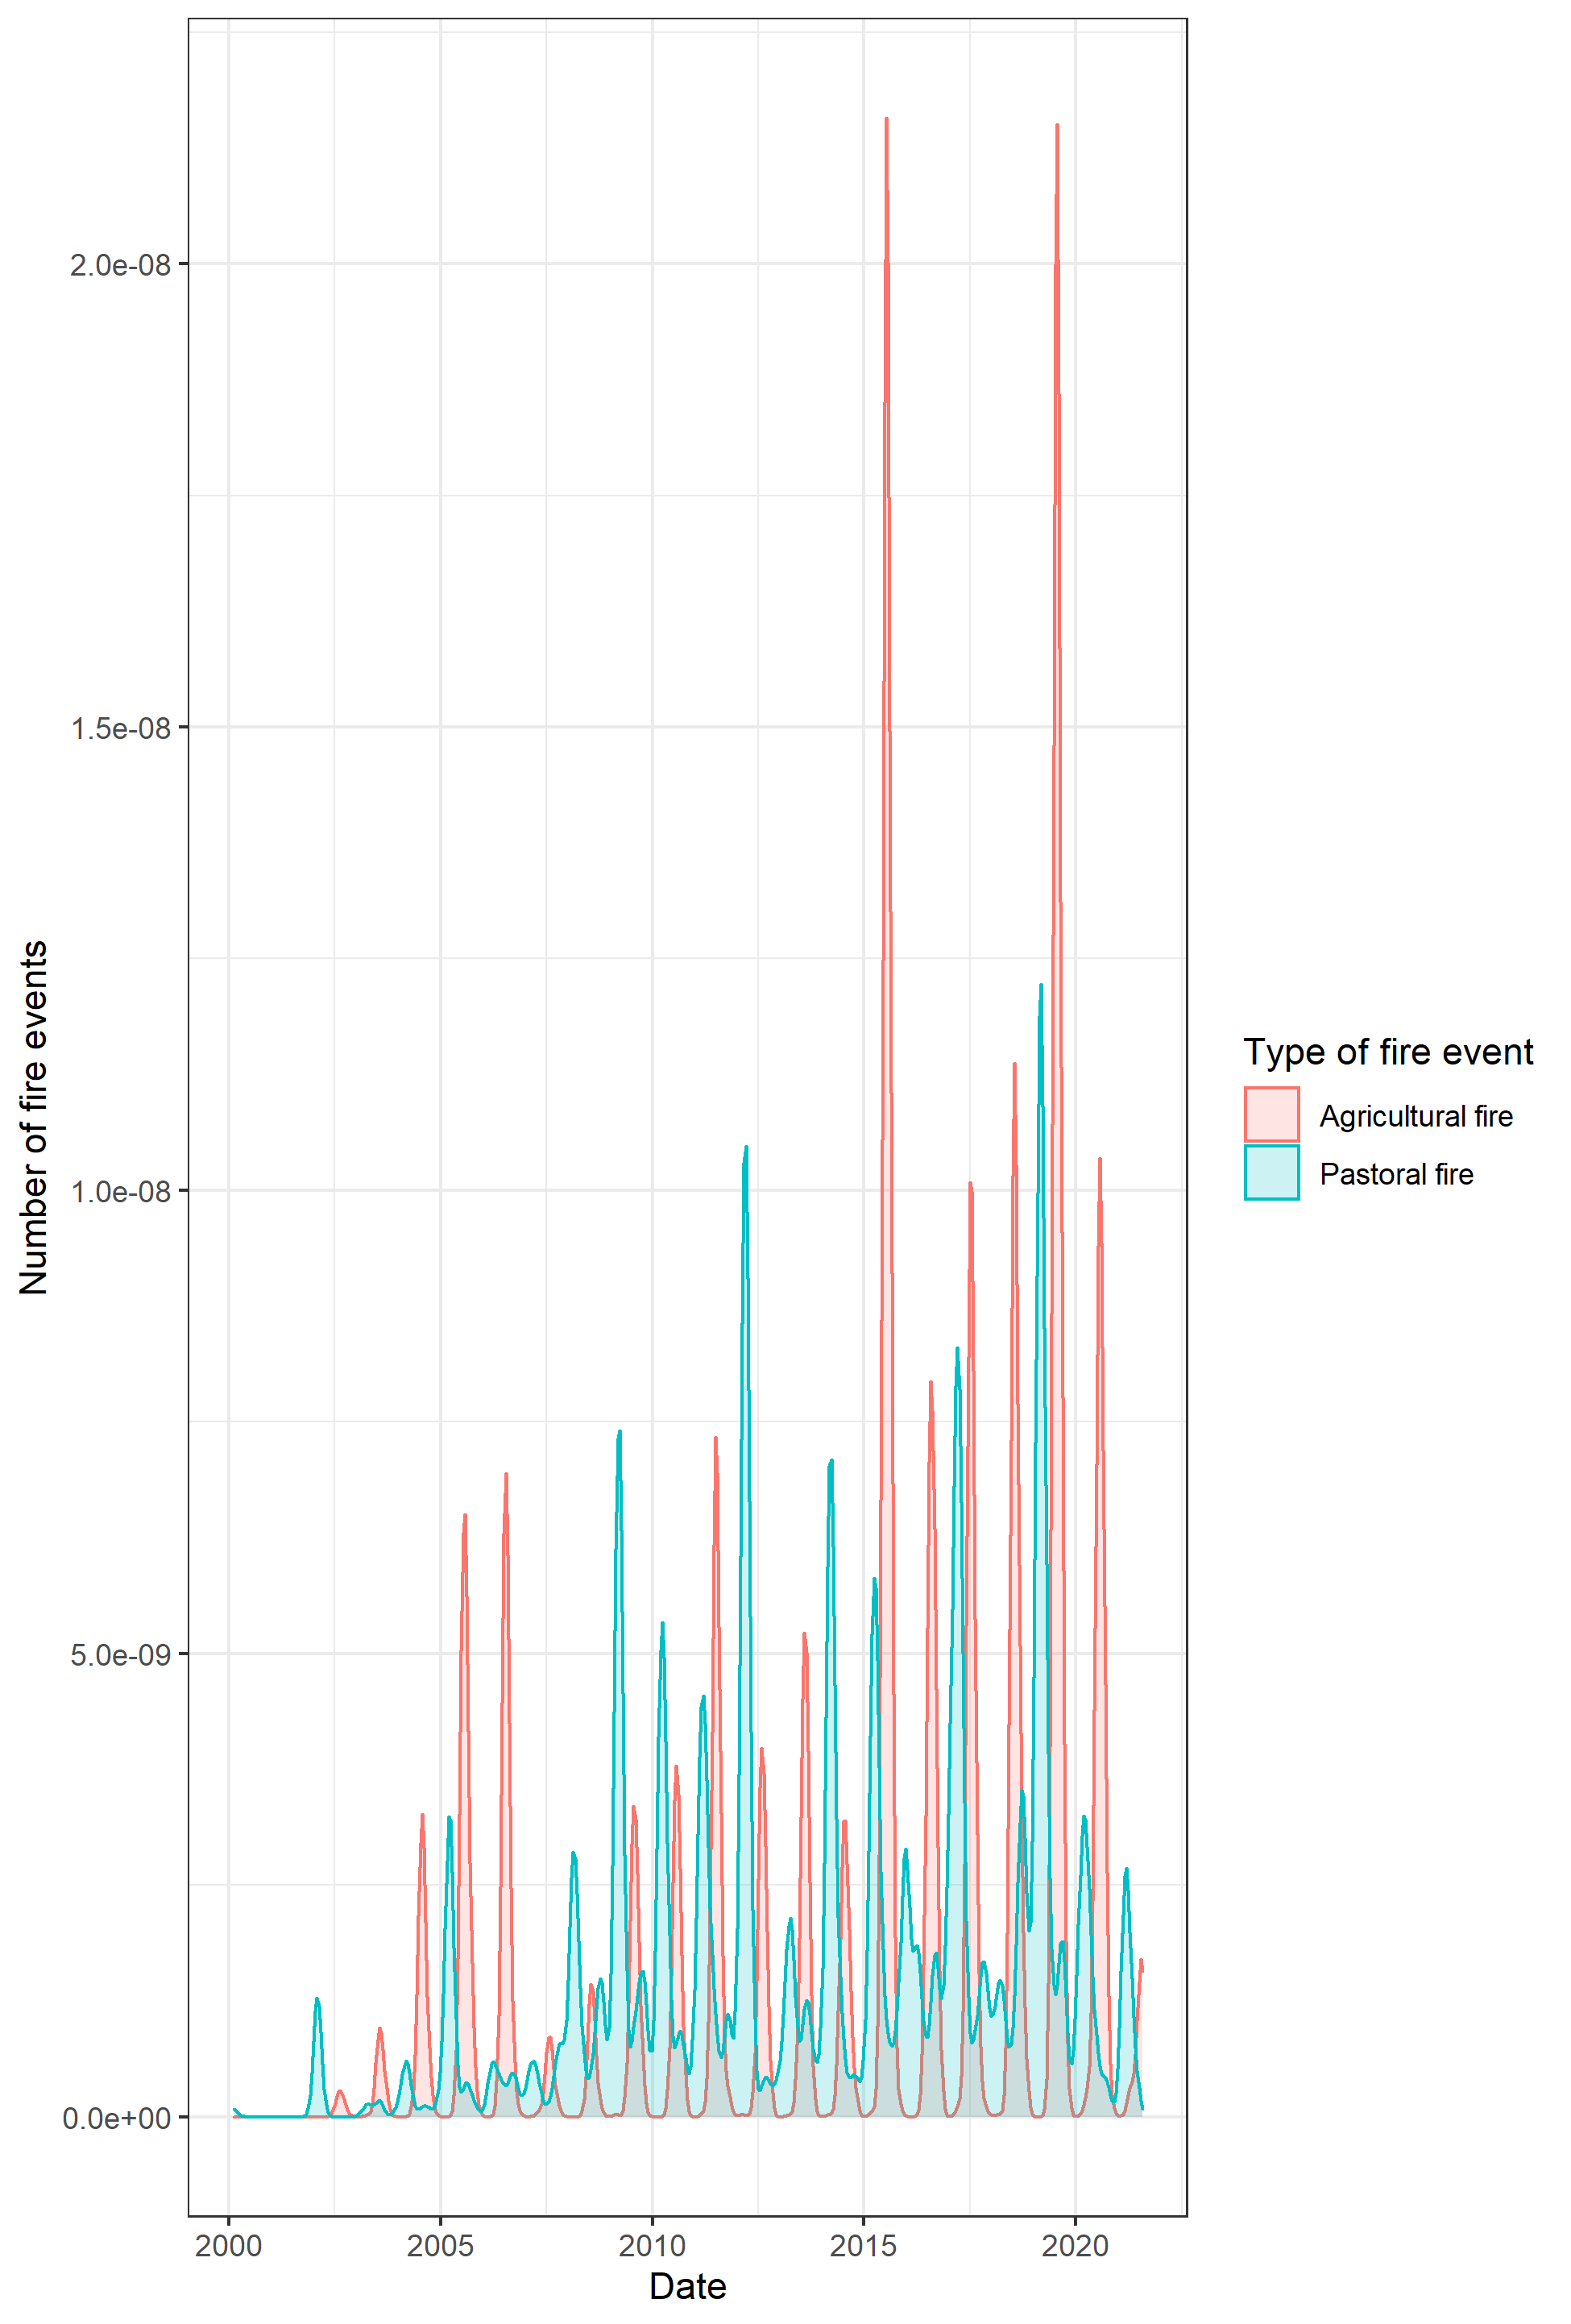 Number of fire events
2.0e-08
1.5e-08
1.0e-08
5.0e-09
0.0e+00
2000 2005 2010 2015 2020
Date
Type of fire event
Agricultural fire
Pastoral fire